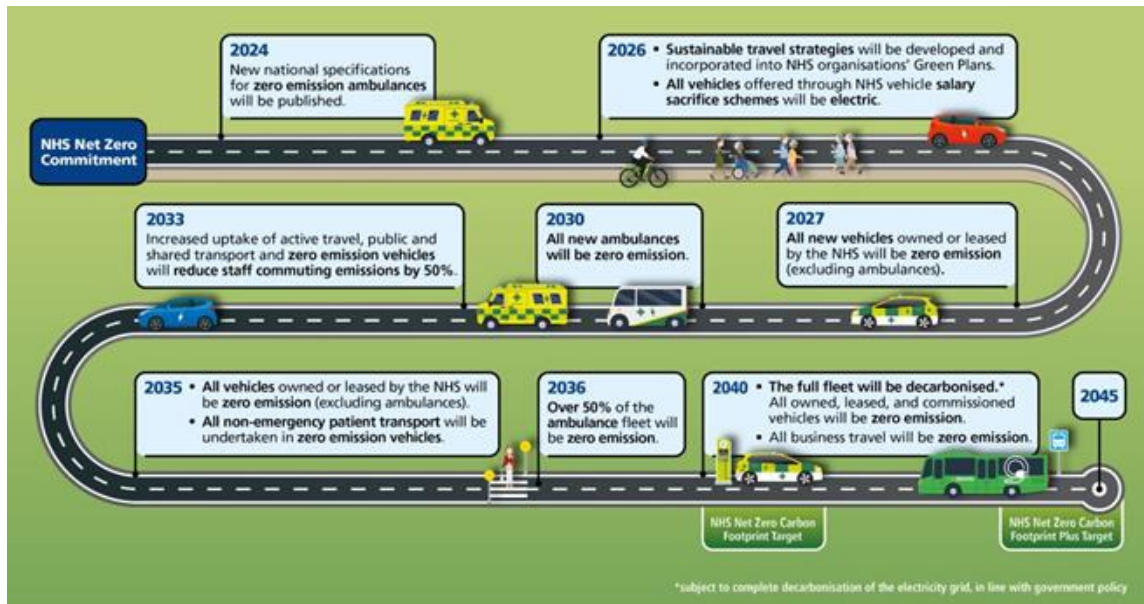 2024
New national specifications
for zero emission ambulances
will be published.
2026 • Sustainable travel strategies will be developed and
incorporated into NHS organisations' Green Plans.
• All vehicles offered through NHS vehicle salary
sacrifice schemes will be electric.
NHS Net Zero
Commitment
2027
All new vehicles owned or leased
by the NHS will be zero emission
(excluding ambulances).
2030
All new ambulances
will be zero emission.
2033
Increased uptake of active travel, public and
shared transport and zero emission vehicles
will reduce staff commuting emissions by 50%.
2035 • All vehicles owned or leased by the NHS will
be zero emission (excluding ambulances).
• All non-emergency patient transport will be
undertaken in zero emission vehicles.
2036
Over 50% of the
ambulance fleet will
be zero emission.
2040 • The full fleet will be decarbonised.*
All owned, leased, and commissioned
vehicles will be zero emission.
• All business travel will be zero emission.
2045
NHS Net Zero Carbon
Footprint Target
NHS Net Zero Carbon
Footprint Plus Target
*subject to complete decarbonisation of the electricity grid, in line with government policy